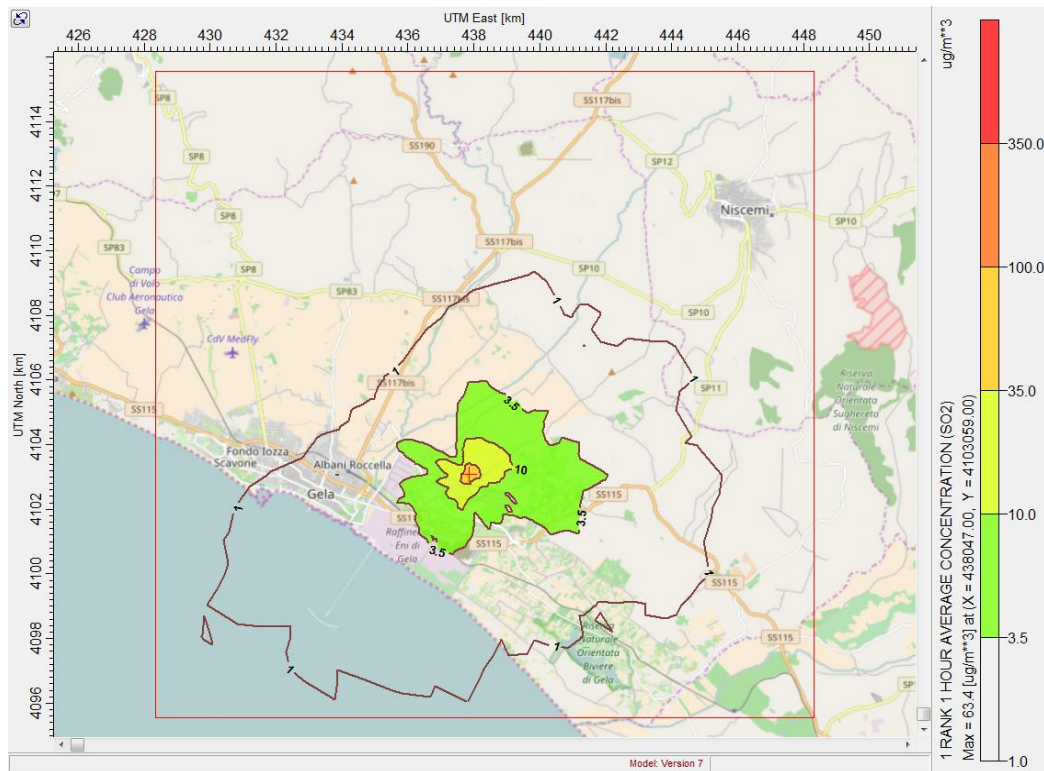 UTM East [km]
426 428 430 432 434 436 438 440 442 444 446 448 450
UTM North [km]
4114
4112
4110
4108
4106
4104
4102
4100
4098
4096
SP8
SS117bis
SS190
SP8
SP12
Niscemi
SP8
SP10
SP83
SS117bis
Campo
di Volo
Club Aeronautico
Gela
SP8
SP10
SP83
SS117bis
1
SP10
CdV MedFly
1
SS117bis
1
SP11
Riserva
Naturale
Orientata
Sughereta
di Niscemi
SS115
3.5
Fondo Iozza
Scavone
Albani Roccella
10
Gela
SS115
1
3.5
Raffineria
Eni di
Gela
3.5
SS115
1
SS115
Riserva
Naturale
Orientata
Biviere
di Gela
SS115
1
1
Model: Version 7
1 RANK 1 HOUR AVERAGE CONCENTRATION (SO2)
Max = 63.4 [ug/m**3] at (X = 438047.00, Y = 4103059.00)
ug/m**3
350.0
100.0
35.0
10.0
3.5
1.0